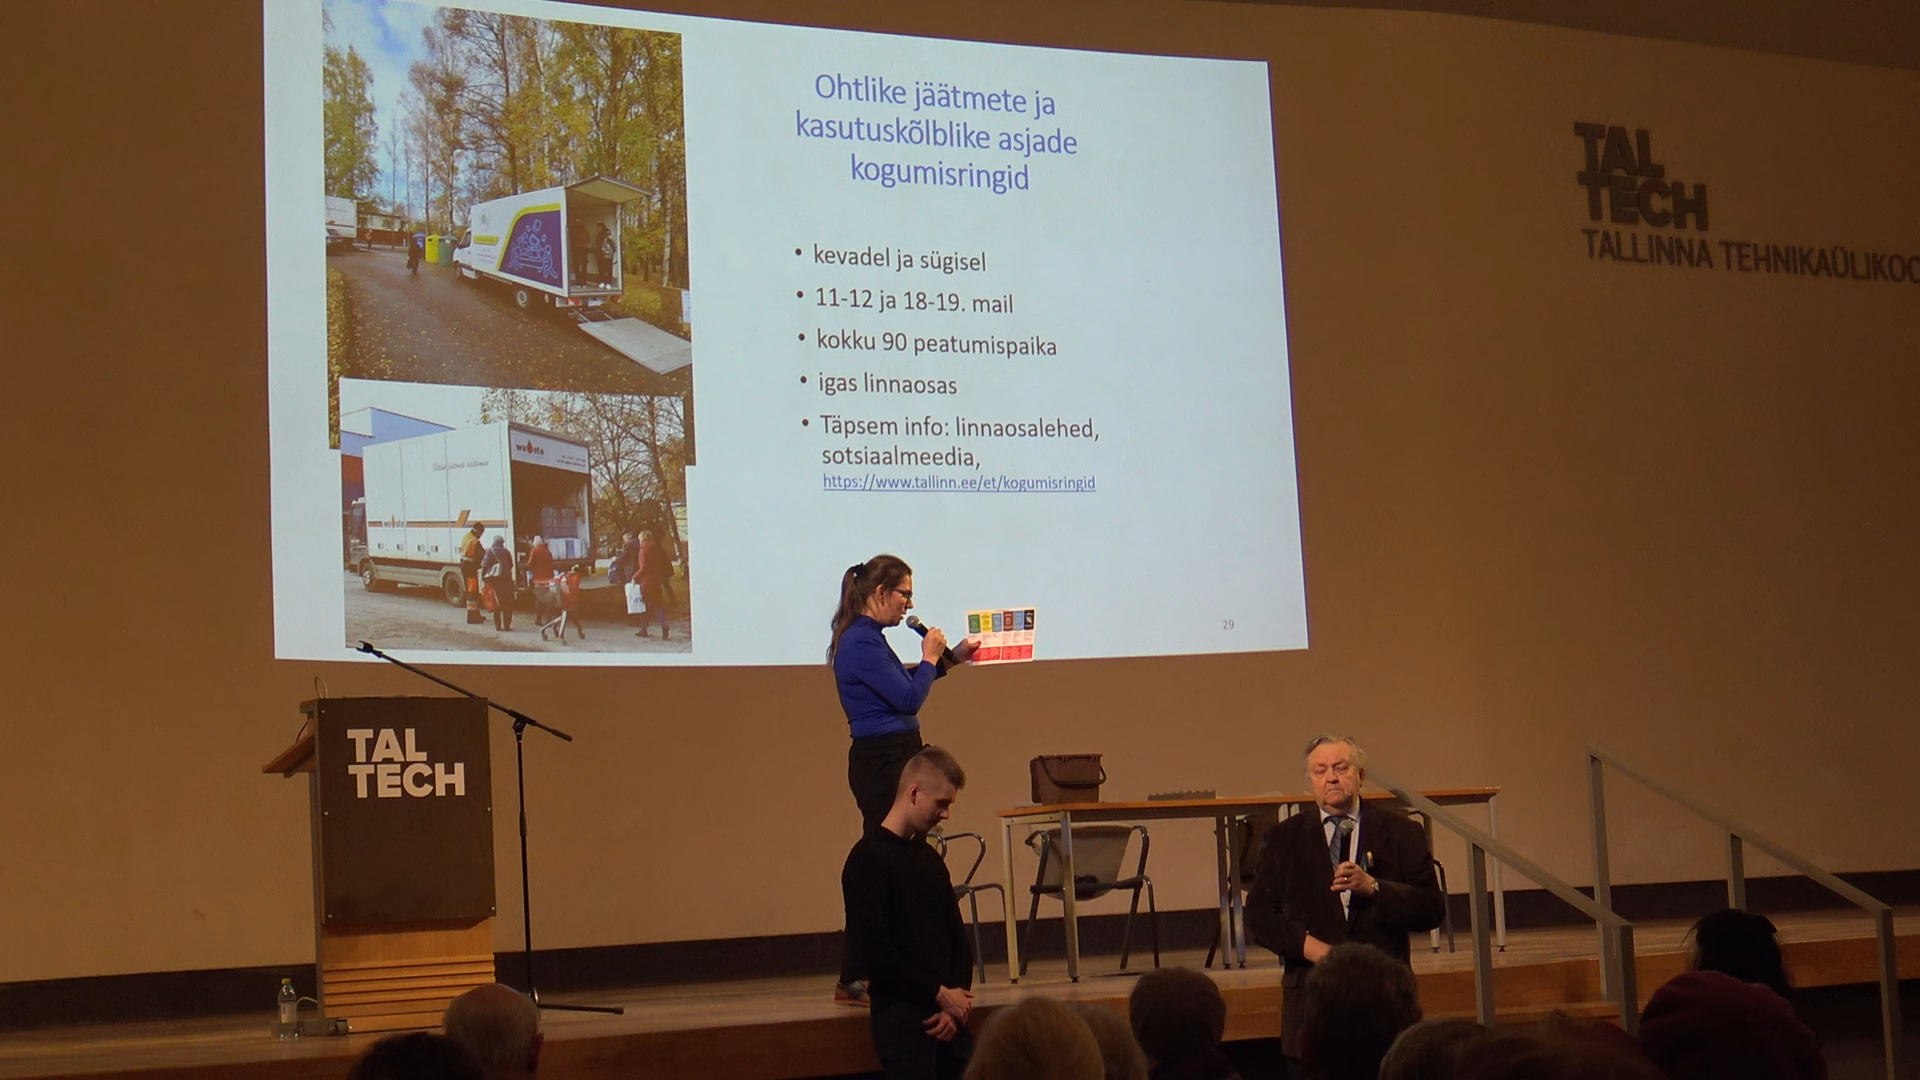 Ohtlike jäätmete ja
kasutuskõlblike asjade
kogumisringid
• kevadel ja sügisel
• 11-12 ja 18-19. mail
• kokku 90 peatumispaika
• igas linnaosas
• Täpsem info: linnaosalehed,
sotsiaalmeedia,
https://www.tallinn.ee/et/kogumisringid
29
TAL
TECH
TALLINNA TEHNIKAÜLIKOO
TAL
TECH